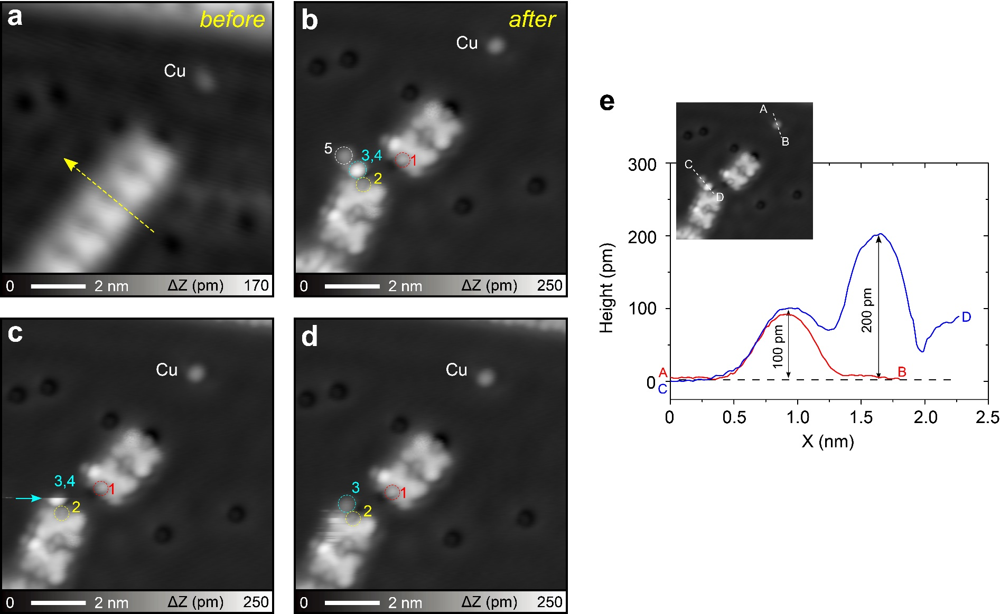 a
before
Cu
0
2 nm
ΔZ (pm)
170
b
after
Cu
5
3,4
2
1
0
2 nm
ΔZ (pm)
250
c
Cu
3,4
1
2
0
2 nm
ΔZ (pm)
250
d
Cu
3
1
2
0
2 nm
ΔZ (pm)
250
e
A
B
C
D
300
200
100
0
Height (pm)
100 pm
200 pm
A
B
C
D
0
0.5
1.0
1.5
2.0
2.5
X (nm)